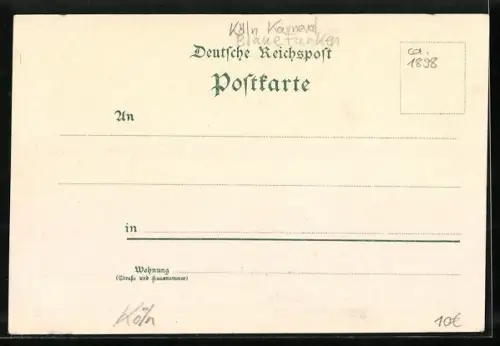 Köln Karneval
Blaue Funken
Deutsche Reichspost
Postkarte
ca.
1898
An
in
Wohnung
(Straße und Hausnummer)
Köln
10€